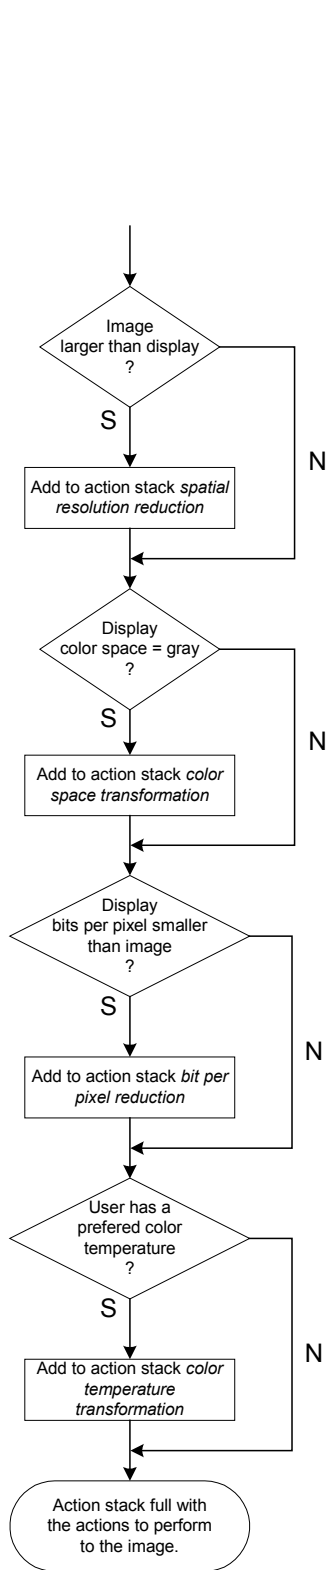 Image
larger than display
?
S
N
Add to action stack spatial
resolution reduction
Display
color space = gray
?
S
N
Add to action stack color
space transformation
Display
bits per pixel smaller
than image
?
S
N
Add to action stack bit per
pixel reduction
User has a
prefered color
temperature
?
S
N
Add to action stack color
temperature
transformation
Action stack full with
the actions to perform
to the image.